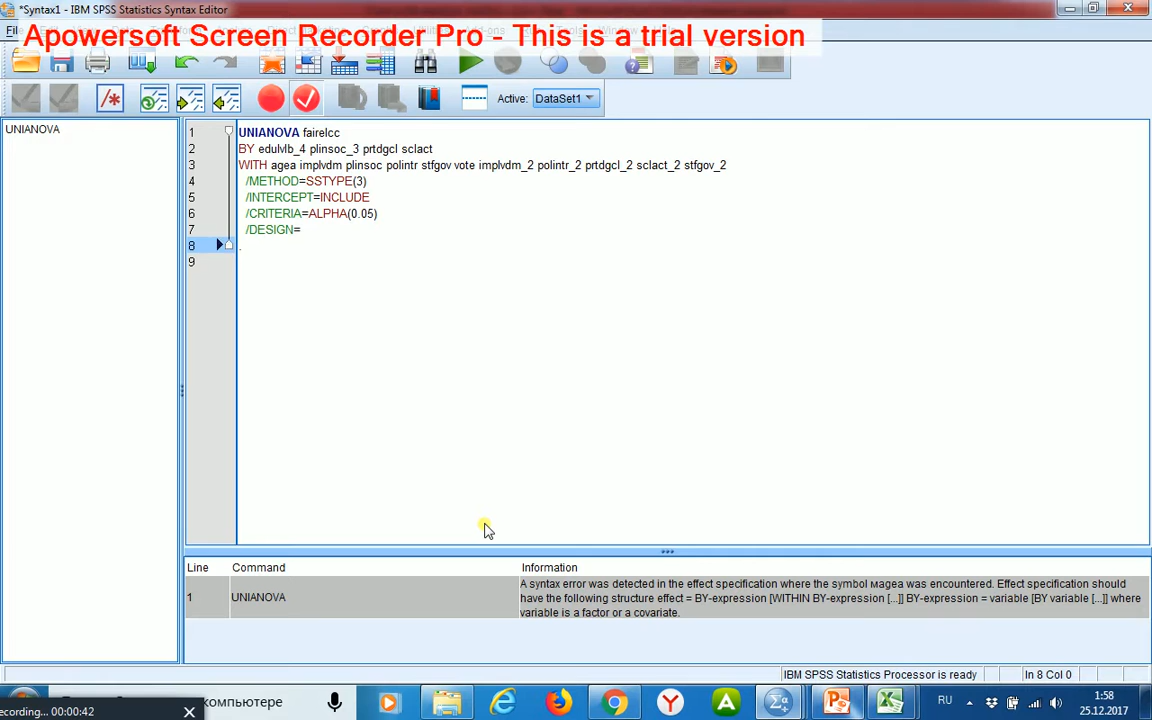 *Syntax1 - IBM SPSS Statistics Syntax Editor
Apowersoft Screen Recorder Pro - This is a trial version
Active: DataSet1
UNIANOVA
1 UNIANOVA fairelcc
2 BY edulvlb_4 plinsoc_3 prtdgcl sclact
3 WITH agea implvdm plinsoc polintr stfgov vote implvdm_2 polintr_2 prtdgcl_2 sclact_2 stfgov_2
4 /METHOD=SSTYPE(3)
5 /INTERCEPT=INCLUDE
6 /CRITERIA=ALPHA(0.05)
7 /DESIGN=
8 .
9
Line Command Information
A syntax error was detected in the effect specification where the symbol мagea was encountered. Effect specification should
1 UNIANOVA have the following structure effect = BY-expression [WITHIN BY-expression [...]] BY-expression = variable [BY variable [...]] where
variable is a factor or a covariate.
IBM SPSS Statistics Processor is ready In 8 Col 0
компьютере
RU
1:58
25.12.2017
ecording... 00:00:42